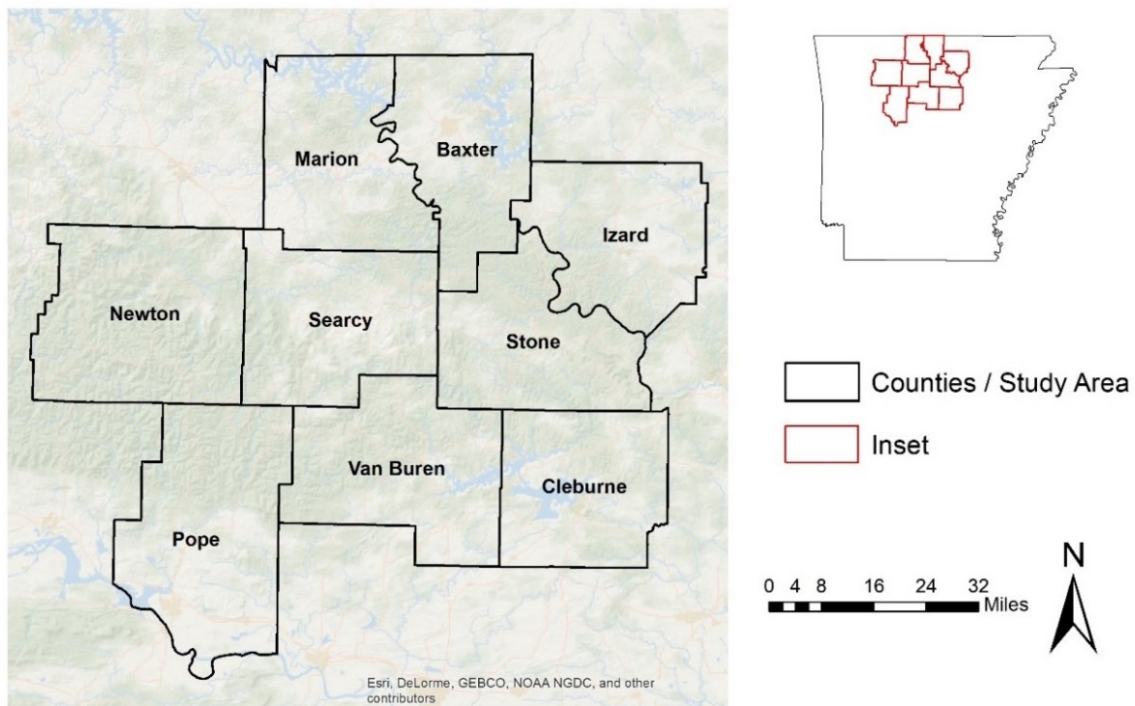 Marion
Baxter
Izard
Newton
Searcy
Stone
Van Buren
Cleburne
Pope
Esri, DeLorme, GEBCO, NOAA NGDC, and other
contributors
Counties / Study Area
Inset
N
0 4 8 16 24 32
Miles